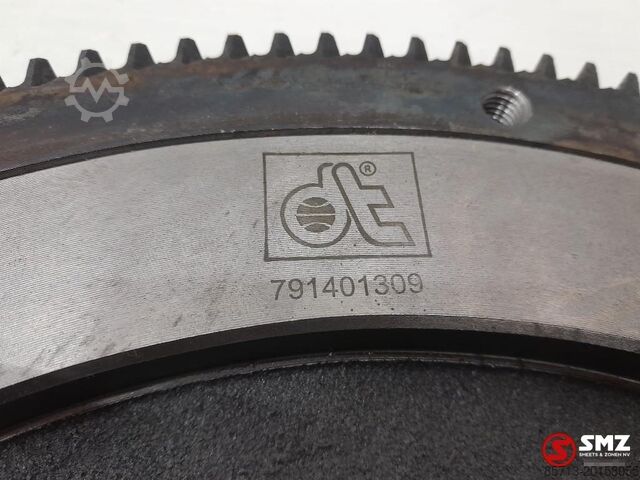 dt®
791401309
SMZ
SMEETS & ZONEN NV